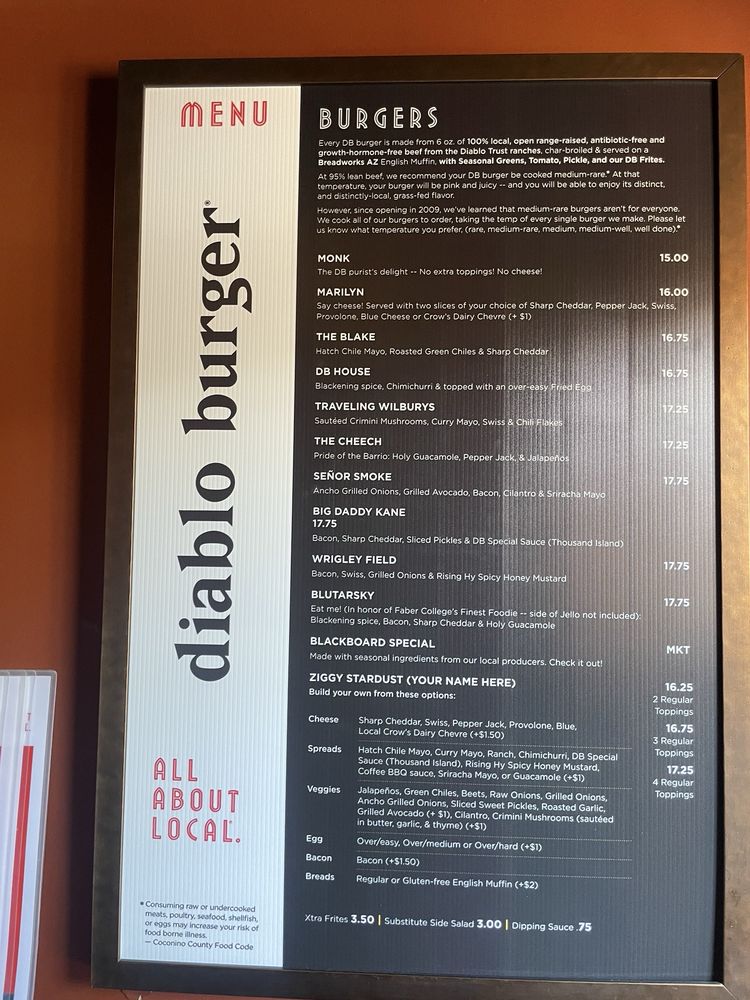 MENU
diablo burger®
ALL
ABOUT
LOCAL.
* Consuming raw or undercooked
meats, poultry, seafood, shellfish,
or eggs may increase your risk of
food borne illness.
— Coconino County Food Code
BURGERS
Every DB burger is made from 6 oz. of 100% local, open range-raised, antibiotic-free and
growth-hormone-free beef from the Diablo Trust ranches, char-broiled & served on a
Breadworks AZ English Muffin, with Seasonal Greens, Tomato, Pickle, and our DB Frites.
At 95% lean beef, we recommend your DB burger be cooked medium-rare.* At that
temperature, your burger will be pink and juicy -- and you will be able to enjoy its distinct,
and distinctly-local, grass-fed flavor.
However, since opening in 2009, we've learned that medium-rare burgers aren't for everyone.
We cook all of our burgers to order, taking the temp of every single burger we make. Please let
us know what temperature you prefer, (rare, medium-rare, medium, medium-well, well done).*
MONK 15.00
The DB purist's delight -- No extra toppings! No cheese!
MARILYN 16.00
Say cheese! Served with two slices of your choice of Sharp Cheddar, Pepper Jack, Swiss,
Provolone, Blue Cheese or Crow's Dairy Chevre (+ $1)
THE BLAKE 16.75
Hatch Chile Mayo, Roasted Green Chiles & Sharp Cheddar
DB HOUSE 16.75
Blackening spice, Chimichurri & topped with an over-easy Fried Egg
TRAVELING WILBURYS 17.25
Sautéed Crimini Mushrooms, Curry Mayo, Swiss & Chili Flakes
THE CHEECH 17.25
Pride of the Barrio: Holy Guacamole, Pepper Jack, & Jalapeños
SEÑOR SMOKE 17.75
Ancho Grilled Onions, Grilled Avocado, Bacon, Cilantro & Sriracha Mayo
BIG DADDY KANE
17.75
Bacon, Sharp Cheddar, Sliced Pickles & DB Special Sauce (Thousand Island)
WRIGLEY FIELD 17.75
Bacon, Swiss, Grilled Onions & Rising Hy Spicy Honey Mustard
BLUTARSKY 17.75
Eat me! (In honor of Faber College's Finest Foodie -- side of Jello not included):
Blackening spice, Bacon, Sharp Cheddar & Holy Guacamole
BLACKBOARD SPECIAL MKT
Made with seasonal ingredients from our local producers. Check it out!
ZIGGY STARDUST (YOUR NAME HERE) 16.25
Build your own from these options: 2 Regular
Toppings
16.75
3 Regular
Toppings
17.25
4 Regular
Toppings
Cheese Sharp Cheddar, Swiss, Pepper Jack, Provolone, Blue,
Local Crow's Dairy Chevre (+$1.50)
Spreads Hatch Chile Mayo, Curry Mayo, Ranch, Chimichurri, DB Special
Sauce (Thousand Island), Rising Hy Spicy Honey Mustard,
Coffee BBQ sauce, Sriracha Mayo, or Guacamole (+$1)
Veggies Jalapeños, Green Chiles, Beets, Raw Onions, Grilled Onions,
Ancho Grilled Onions, Sliced Sweet Pickles, Roasted Garlic,
Grilled Avocado (+ $1), Cilantro, Crimini Mushrooms (sautéed
in butter, garlic, & thyme) (+$1)
Egg Over/easy, Over/medium or Over/hard (+$1)
Bacon Bacon (+$1.50)
Breads Regular or Gluten-free English Muffin (+$2)
Xtra Frites 3.50 | Substitute Side Salad 3.00 | Dipping Sauce .75